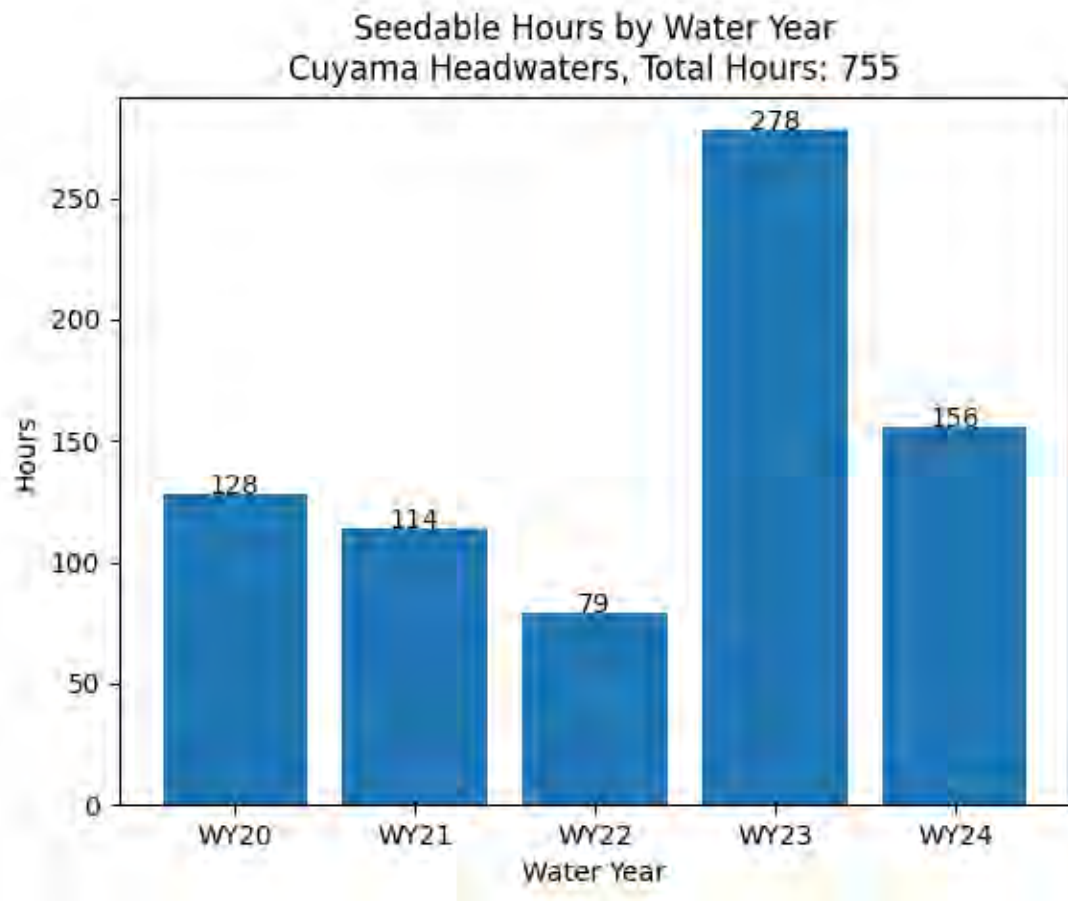 Seedable Hours by Water Year
Cuyama Headwaters, Total Hours: 755
278
250
200
156
150
Hours
128
114
100
79
50
0
WY20 WY21 WY22 WY23 WY24
Water Year